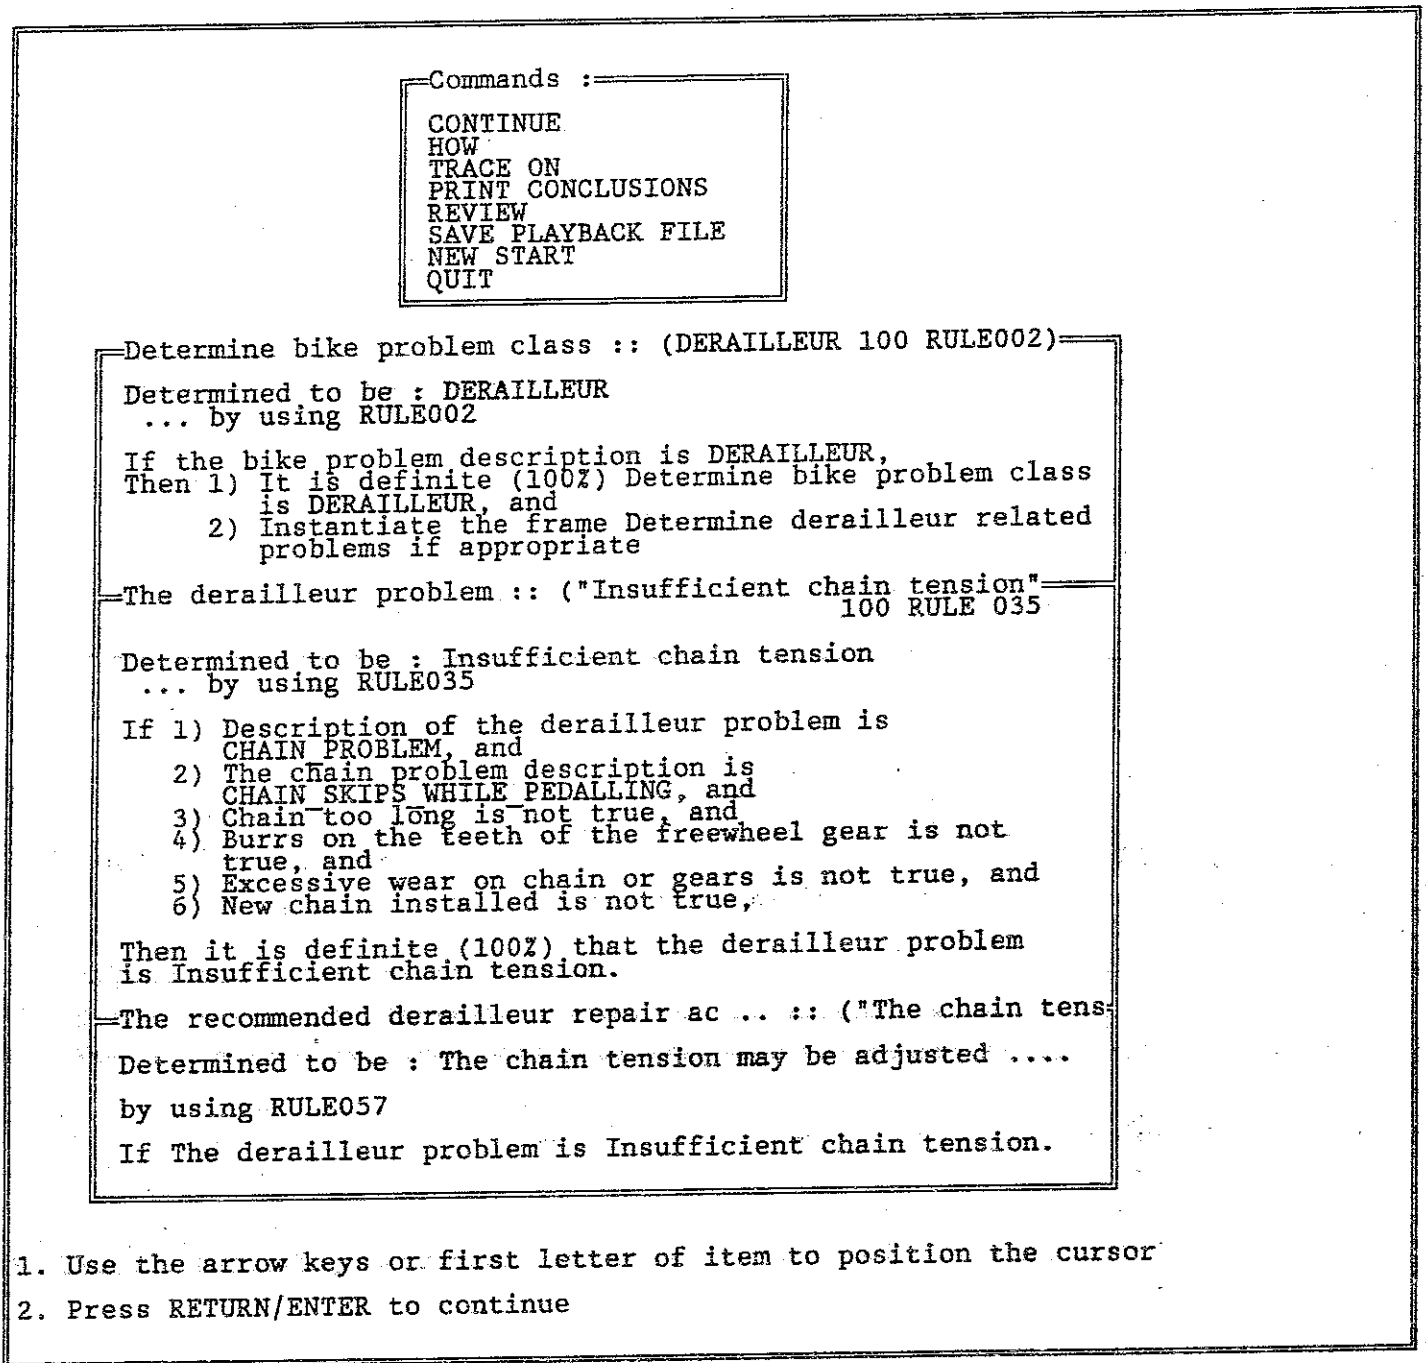 Commands :
CONTINUE
HOW
TRACE ON
PRINT CONCLUSIONS
REVIEW
SAVE PLAYBACK FILE
NEW START
QUIT
Determine bike problem class :: (DERAILLEUR 100 RULE002)
Determined to be : DERAILLEUR
... by using RULE002
If the bike problem description is DERAILLEUR,
Then 1) It is definite (100%) Determine bike problem class
is DERAILLEUR, and
2) Instantiate the frame Determine derailleur related
problems if appropriate
The derailleur problem :: ("Insufficient chain tension"
100 RULE 035
Determined to be : Insufficient chain tension
... by using RULE035
If 1) Description of the derailleur problem is
CHAIN_PROBLEM, and
2) The chain problem description is
CHAIN_SKIPS_WHILE_PEDALLING, and
3) Chain too long is not true, and
4) Burrs on the teeth of the freewheel gear is not
true, and
5) Excessive wear on chain or gears is not true, and
6) New chain installed is not true,
Then it is definite (100%) that the derailleur problem
is Insufficient chain tension.
The recommended derailleur repair ac .. :: ("The chain tens
Determined to be : The chain tension may be adjusted ....
by using RULE057
If The derailleur problem is Insufficient chain tension.
1. Use the arrow keys or first letter of item to position the cursor
2. Press RETURN/ENTER to continue